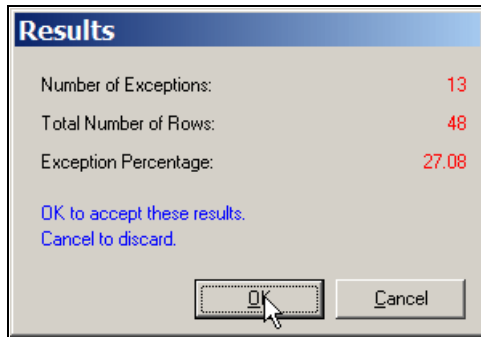 Results
Number of Exceptions: 13
Total Number of Rows: 48
Exception Percentage: 27.08
OK to accept these results.
Cancel to discard.
OK Cancel